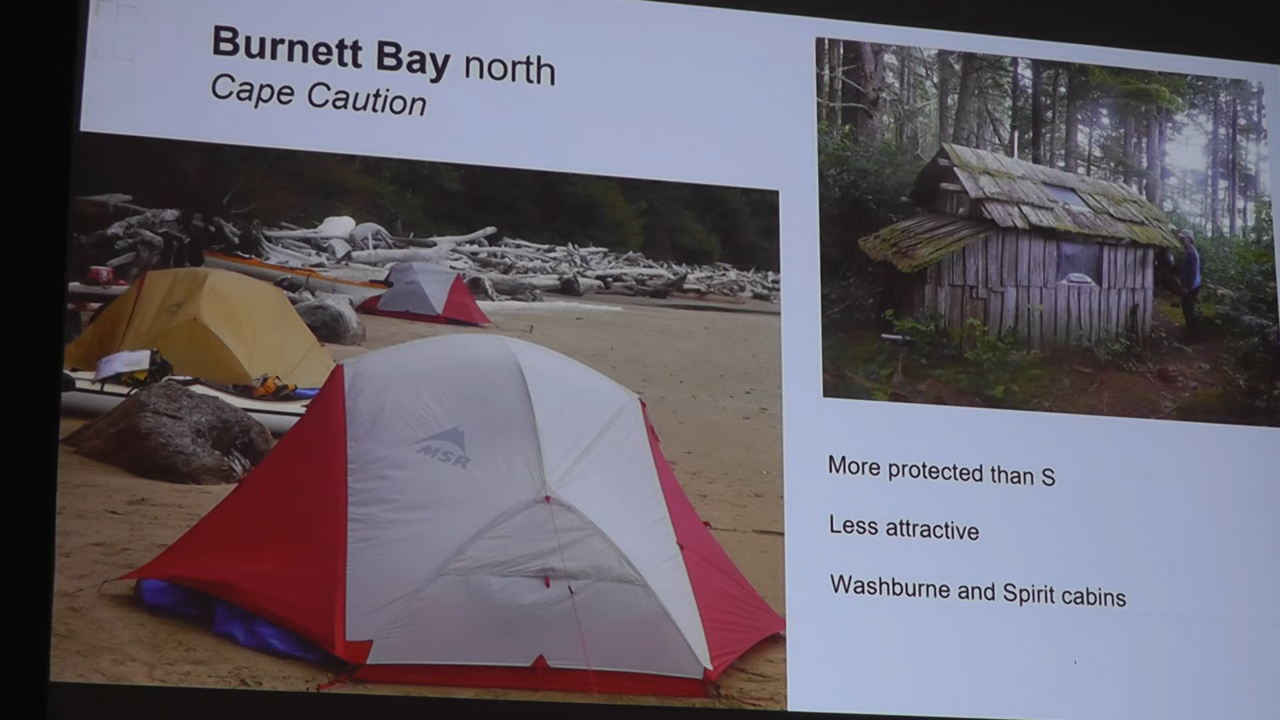 Burnett Bay north
Cape Caution
MSR
More protected than S
Less attractive
Washburne and Spirit cabins